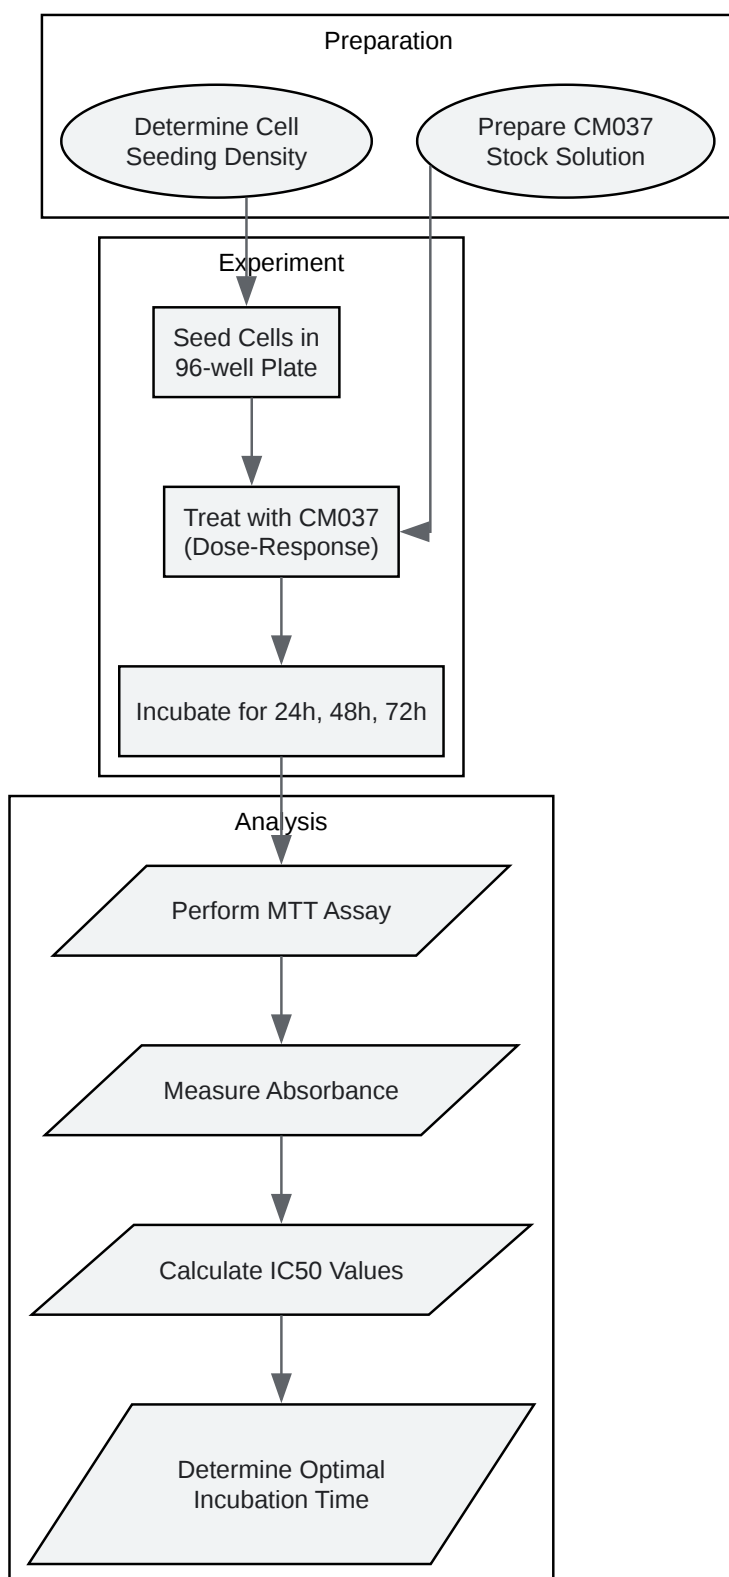 Preparation
Determine Cell
Seeding Density
Prepare CM037
Stock Solution
Experiment
Seed Cells in
96-well Plate
Treat with CM037
(Dose-Response)
Incubate for 24h, 48h, 72h
Analysis
Perform MTT Assay
Measure Absorbance
Calculate IC50 Values
Determine Optimal
Incubation Time